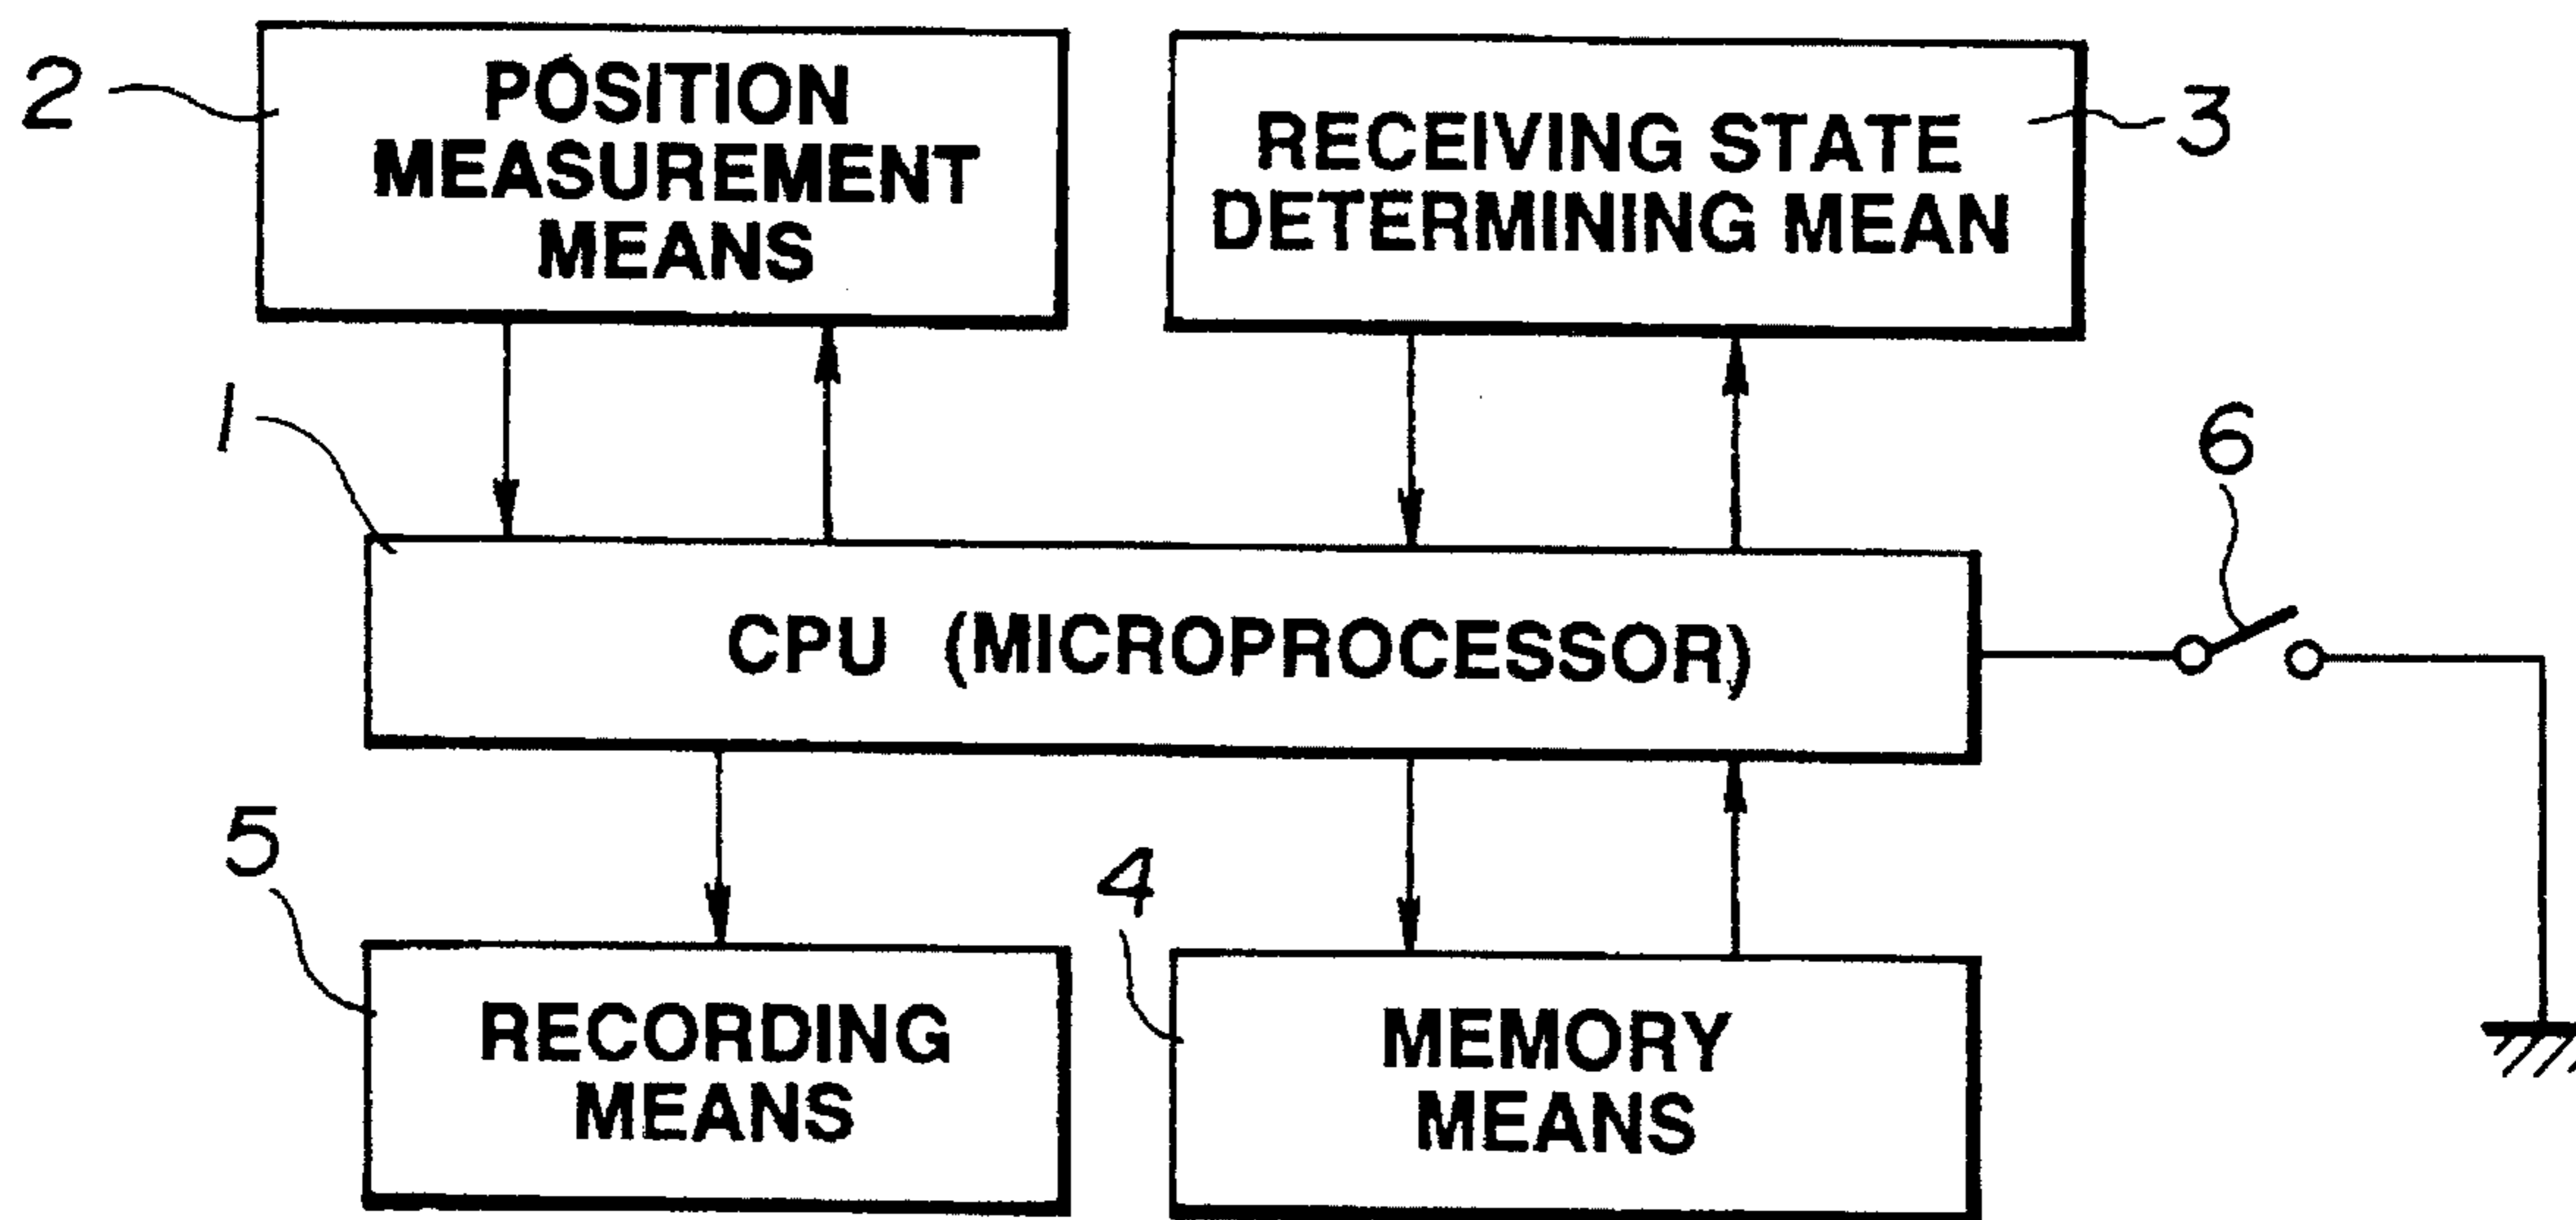 2
POSITION
MEASUREMENT
MEANS
RECEIVING STATE
DETERMINING MEAN
3
1
6
CPU (MICROPROCESSOR)
5
RECORDING
MEANS
4
MEMORY
MEANS